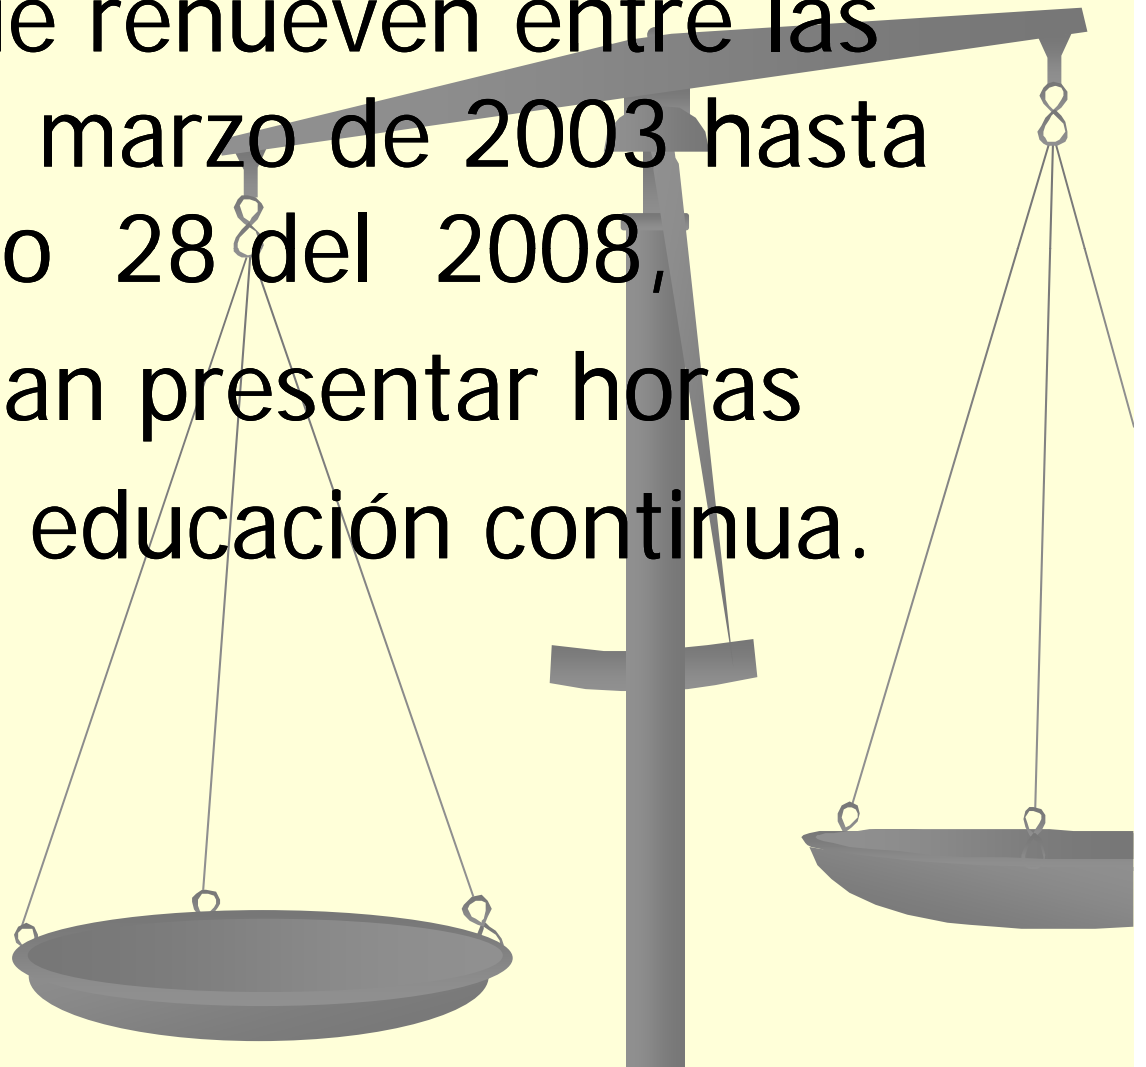 renueven entre las
marzo de 2003 hasta
o 28 del 2008,
an presentar horas
educación continua.